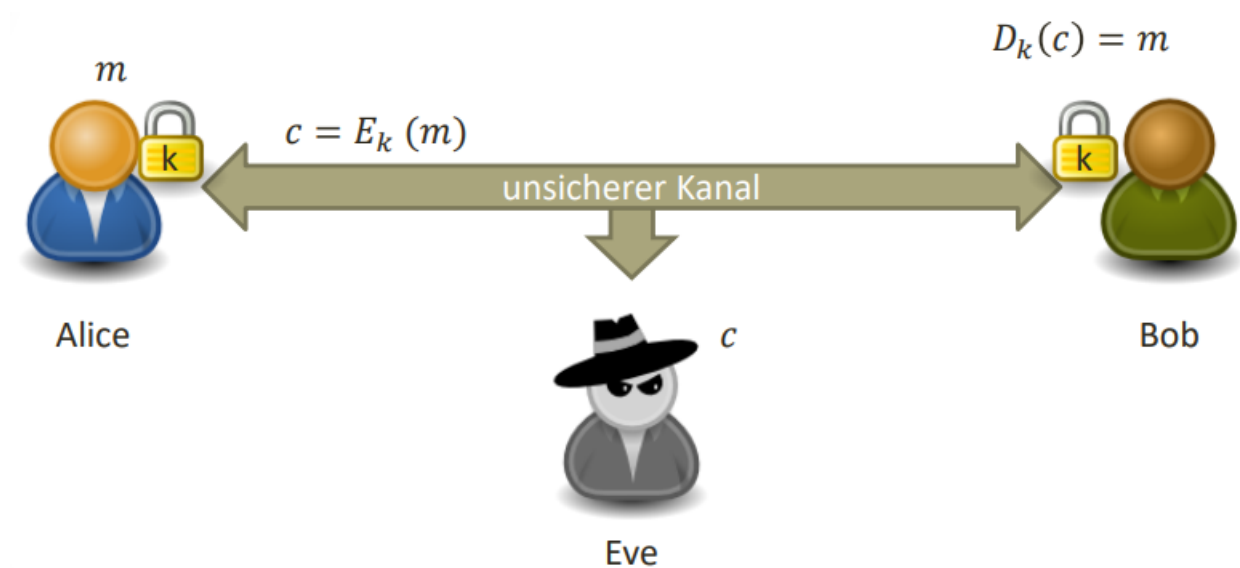 D_k(c) = m
m
c = E_k (m)
k
k
unsicherer Kanal
Alice
c
Bob
Eve